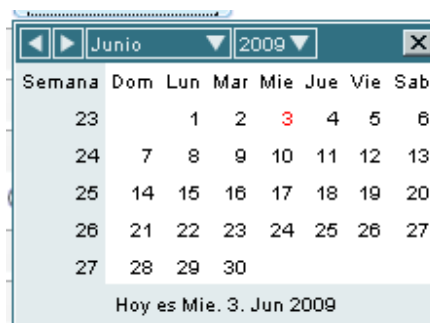 Junio 2009
Semana Dom Lun Mar Mie Jue Vie Sab
23 1 2 3 4 5 6
24 7 8 9 10 11 12 13
25 14 15 16 17 18 19 20
26 21 22 23 24 25 26 27
27 28 29 30
Hoy es Mie. 3. Jun 2009